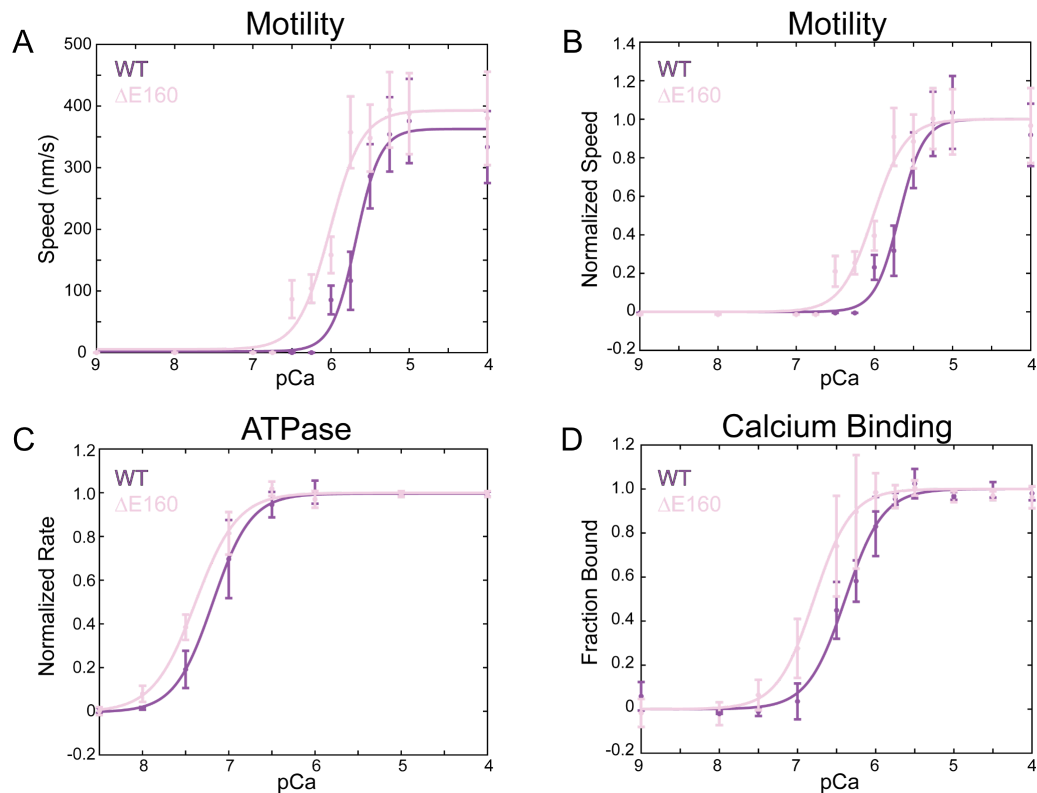 A
Motility
WT
ΔE160
Speed (nm/s)
500
400
300
200
100
0
9 8 7 6 5 4
pCa
B
Motility
WT
ΔE160
Normalized Speed
1.4
1.2
1.0
0.8
0.6
0.4
0.2
0
-0.2
9 8 7 6 5 4
pCa
C
ATPase
WT
ΔE160
Normalized Rate
1.2
1.0
0.8
0.6
0.4
0.2
0
-0.2
8 7 6 5 4
pCa
D
Calcium Binding
WT
ΔE160
Fraction Bound
1.2
1.0
0.8
0.6
0.4
0.2
0
-0.2
9 8 7 6 5 4
pCa